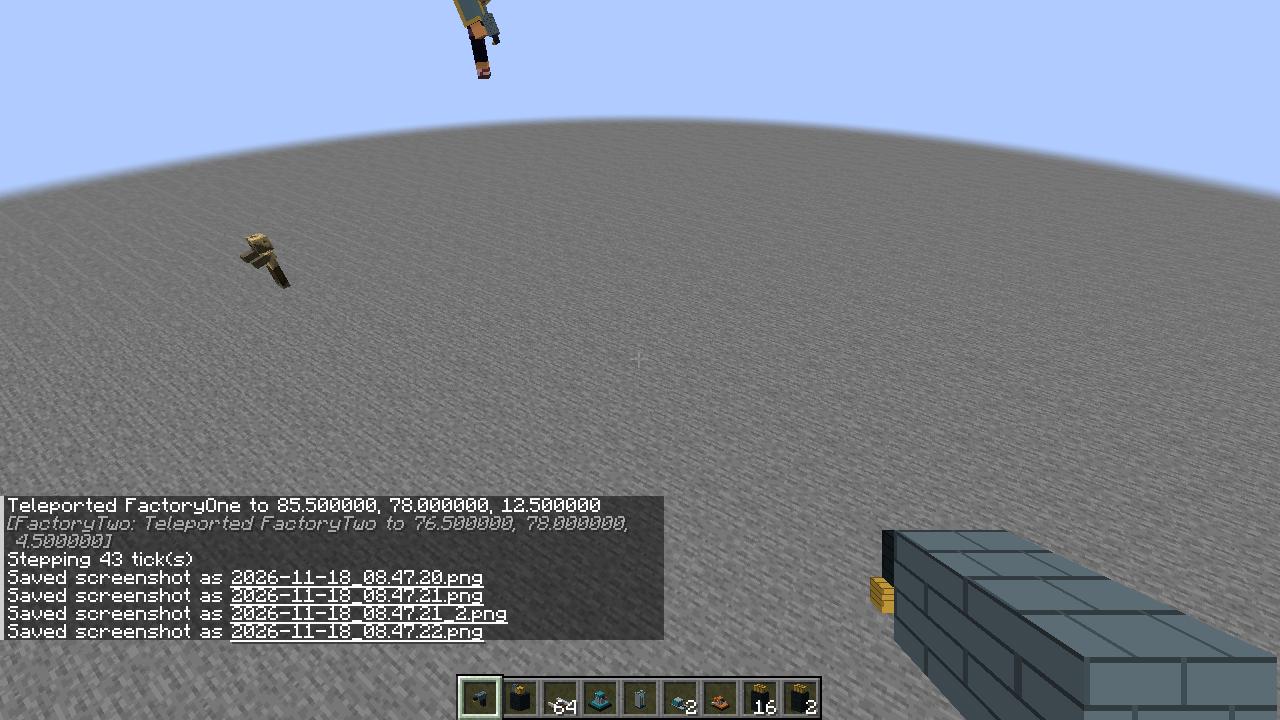 Teleported FactoryOne to 85.500000, 78.000000, 12.500000
[FactoryTwo: Teleported FactoryTwo to 76.500000, 78.000000,
4.500000]
Stepping 43 tick(s)
Saved screenshot as 2026-11-18_08.47.20.png
Saved screenshot as 2026-11-18_08.47.21.png
Saved screenshot as 2026-11-18_08.47.21_2.png
Saved screenshot as 2026-11-18_08.47.22.png
64 2 16 2